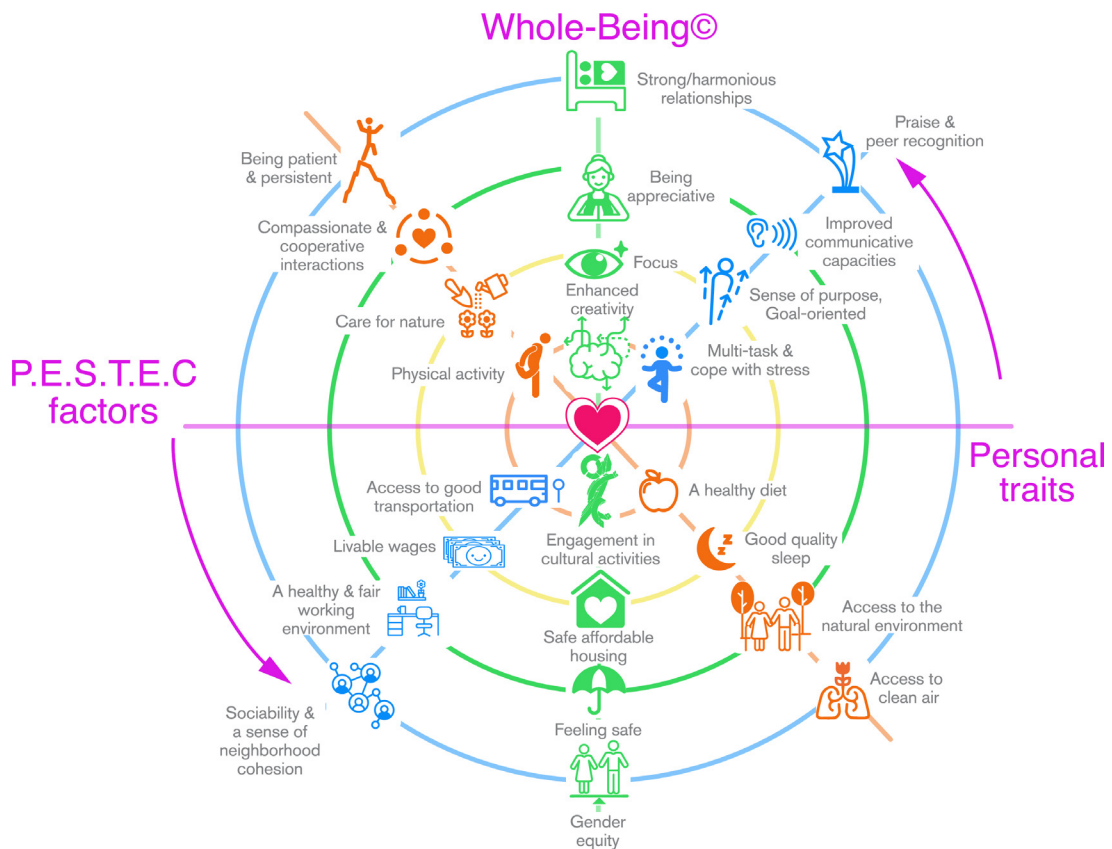 Whole-Being©
Strong/harmonious
relationships
Praise &
peer recognition
Being patient
& persistent
Being
appreciative
Compassionate &
cooperative
interactions
Improved
communicative
capacities
Focus
Enhanced
creativity
Sense of purpose,
Goal-oriented
Care for nature
Physical activity
Multi-task &
cope with stress
P.E.S.T.E.C
factors
Personal
traits
Access to good
transportation
A healthy diet
Livable wages
Engagement in
cultural activities
Good quality
sleep
z
z
A healthy & fair
working
environment
Access to the
natural environment
Safe affordable
housing
Access to
clean air
Sociability &
a sense of
neighborhood
cohesion
Feeling safe
Gender
equity